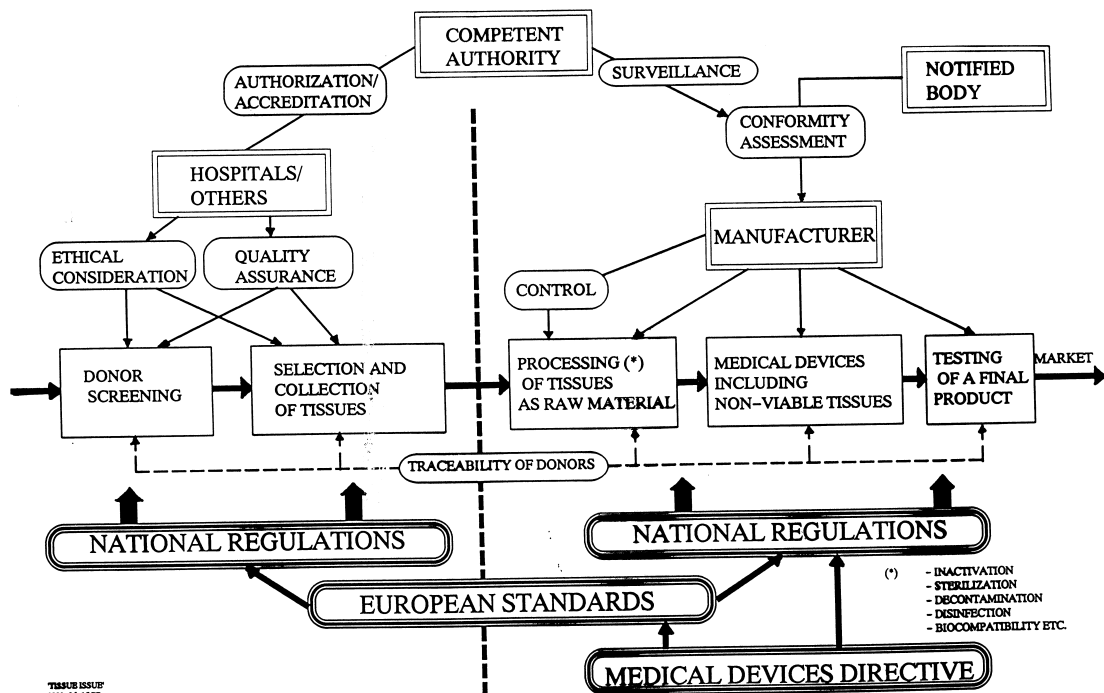 COMPETENT
AUTHORITY
AUTHORIZATION/
ACCREDITATION
SURVEILLANCE
NOTIFIED
BODY
CONFORMITY
ASSESSMENT
HOSPITALS/
OTHERS
MANUFACTURER
ETHICAL
CONSIDERATION
QUALITY
ASSURANCE
CONTROL
DONOR
SCREENING
SELECTION AND
COLLECTION
OF TISSUES
PROCESSING (*)
OF TISSUES
AS RAW MATERIAL
MEDICAL DEVICES
INCLUDING
NON-VIABLE TISSUES
TESTING
OF A FINAL
PRODUCT
MARKET
TRACEABILITY OF DONORS
NATIONAL REGULATIONS
NATIONAL REGULATIONS
EUROPEAN STANDARDS
(*) - INACTIVATION
- STERILIZATION
- DECONTAMINATION
- DISINFECTION
- BIOCOMPATIBILITY ETC.
MEDICAL DEVICES DIRECTIVE
'TISSUE ISSUE'